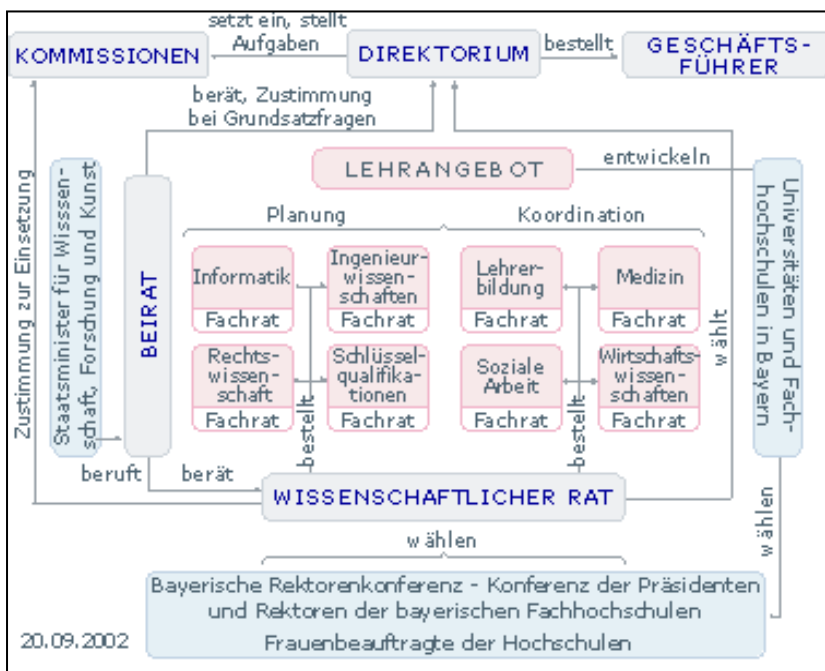 setzt ein, stellt
Aufgaben
KOMMISSIONEN
DIREKTORIUM
bestellt
GESCHÄFTS-
FÜHRER
berät, Zustimmung
bei Grundsatzfragen
LEHRANGEBOT
entwickeln
Zustimmung zur Einsetzung
Staatsminister für Wisssen-
schaft, Forschung und Kunst
BEIRAT
Planung
Koordination
Informatik
Fachrat
Ingenieur-
wissen-
schaften
Fachrat
Lehrer-
bildung
Fachrat
Medizin
Fachrat
Rechts-
wissen-
schaft
Fachrat
Schlüssel-
qualifika-
tionen
Fachrat
Soziale
Arbeit
Fachrat
Wirtschafts-
wissen-
schaften
Fachrat
wählt
Universitäten und Fach-
hochschulen in Bayern
bestellt
bestellt
beruft
berät
WISSENSCHAFTLICHER RAT
wählen
wählen
Bayerische Rektorenkonferenz - Konferenz der Präsidenten
und Rektoren der bayerischen Fachhochschulen
Frauenbeauftragte der Hochschulen
20.09.2002